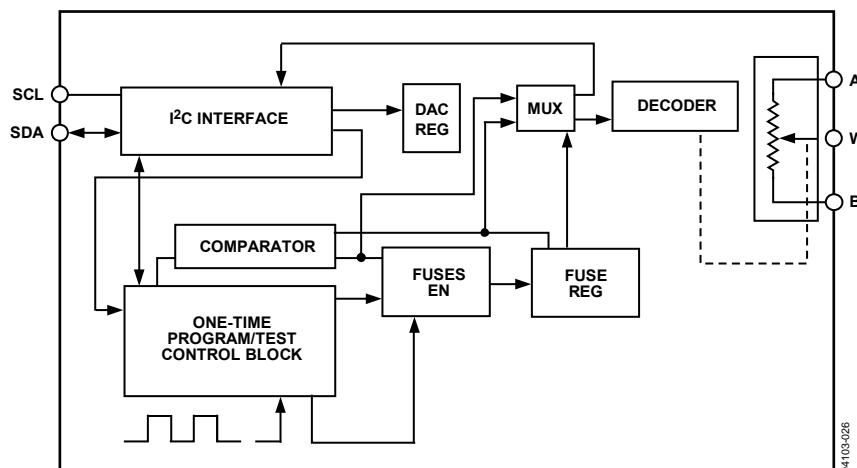 SCL
SDA
I²C INTERFACE
DAC
REG
MUX
DECODER
A
W
B
COMPARATOR
FUSES
EN
FUSE
REG
ONE-TIME
PROGRAM/TEST
CONTROL BLOCK
04103-026